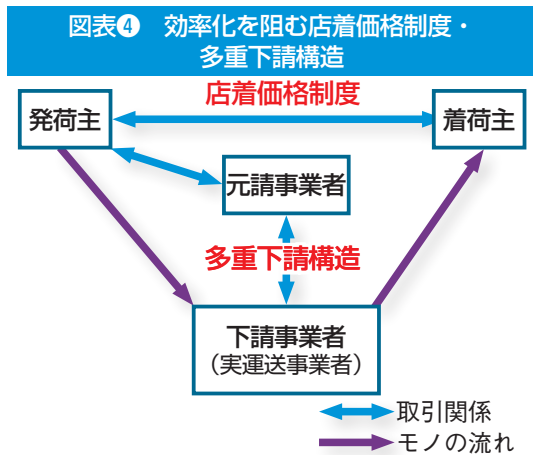 図表❹ 効率化を阻む店着価格制度・
多重下請構造
店着価格制度
発荷主
着荷主
元請事業者
多重下請構造
下請事業者
（実運送事業者）
取引関係
モノの流れ